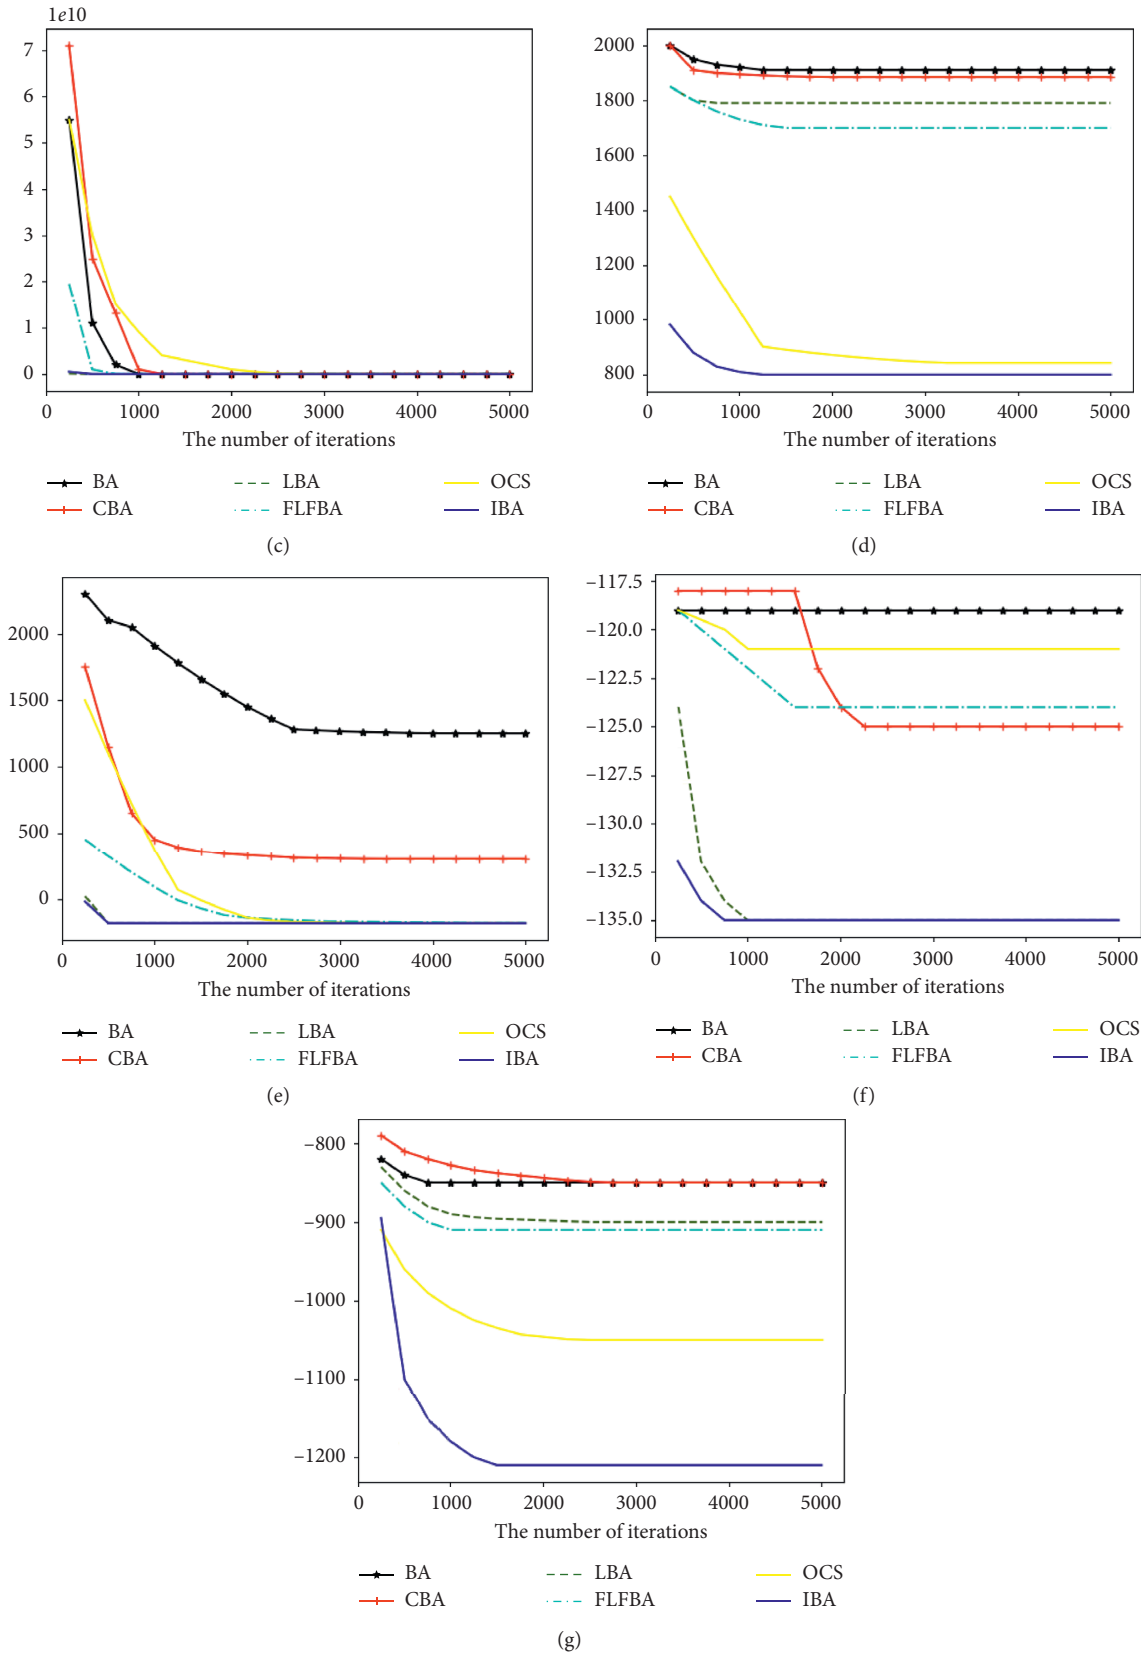 1e10
7
6
5
4
3
2
1
0
0 1000 2000 3000 4000 5000
The number of iterations
BA LBA OCS
CBA FLFBA IBA
(c)
2000
1800
1600
1400
1200
1000
800
0 1000 2000 3000 4000 5000
The number of iterations
BA LBA OCS
CBA FLFBA IBA
(d)
2000
1500
1000
500
0
0 1000 2000 3000 4000 5000
The number of iterations
BA LBA OCS
CBA FLFBA IBA
(e)
–117.5
–120.0
–122.5
–125.0
–127.5
–130.0
–132.5
–135.0
0 1000 2000 3000 4000 5000
The number of iterations
BA LBA OCS
CBA FLFBA IBA
(f)
–800
–900
–1000
–1100
–1200
0 1000 2000 3000 4000 5000
The number of iterations
BA LBA OCS
CBA FLFBA IBA
(g)